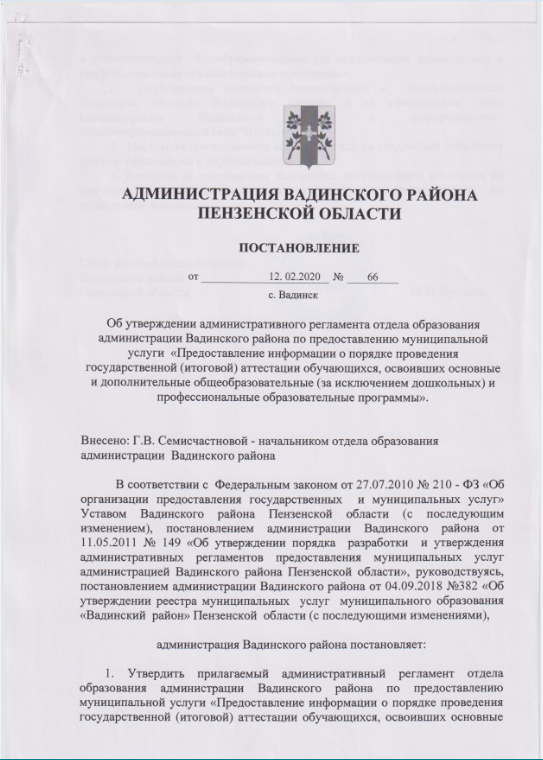 АДМИНИСТРАЦИЯ ВАДИНСКОГО РАЙОНА
ПЕНЗЕНСКОЙ ОБЛАСТИ
ПОСТАНОВЛЕНИЕ
от 12. 02.2020 № 66
с. Вадинск
Об утверждении административного регламента отдела образования
администрации Вадинского района по предоставлению муниципальной
услуги «Предоставление информации о порядке проведения
государственной (итоговой) аттестации обучающихся, освоивших основные
и дополнительные общеобразовательные (за исключением дошкольных) и
профессиональные образовательные программы».
Внесено: Г.В. Семисчастновой - начальником отдела образования
администрации Вадинского района
В соответствии с Федеральным законом от 27.07.2010 № 210 - ФЗ «Об
организации предоставления государственных и муниципальных услуг»
Уставом Вадинского района Пензенской области (с последующим
изменением), постановлением администрации Вадинского района от
11.05.2011 № 149 «Об утверждении порядка разработки и утверждения
административных регламентов предоставления муниципальных услуг
администрацией Вадинского района Пензенской области», руководствуясь,
постановлением администрации Вадинского района от 04.09.2018 №382 «Об
утверждении реестра муниципальных услуг муниципального образования
«Вадинский район» Пензенской области (с последующими изменениями),
администрация Вадинского района постановляет:
1. Утвердить прилагаемый административный регламент отдела
образования администрации Вадинского района по предоставлению
муниципальной услуги «Предоставление информации о порядке проведения
государственной (итоговой) аттестации обучающихся, освоивших основные